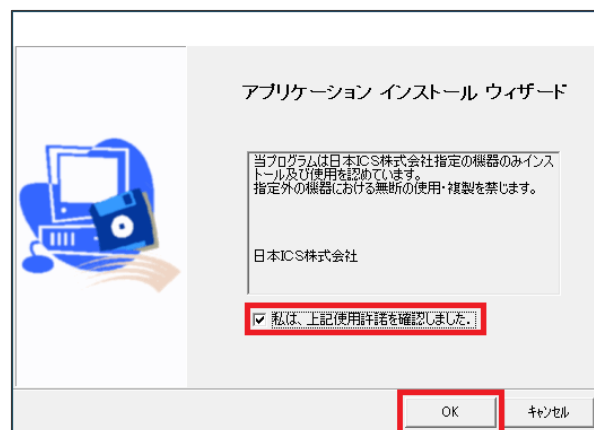 アプリケーション インストール ウィザード
当プログラムは日本ICS株式会社指定の機器のみインス
トール及び使用を認めています。
指定外の機器における無断の使用・複製を禁じます。
日本ICS株式会社
私は、上記使用許諾を確認しました.
OK
キャンセル